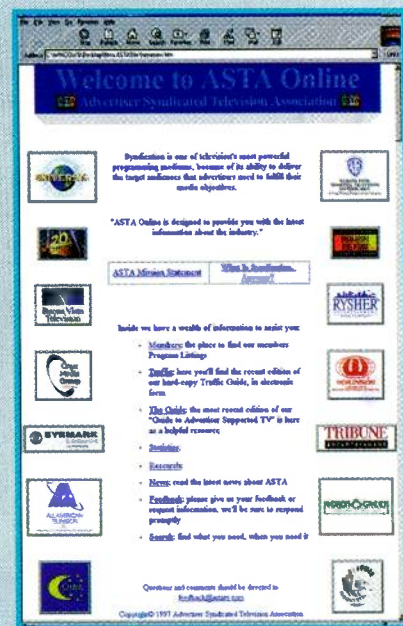 Welcome to ASTA Online
Advertiser Syndicated Television Association
Syndication is one of television's most powerful
programming mediums, because of its ability to deliver
the target audiences that advertisers need to fulfill their
media objectives.
"ASTA Online is designed to provide you with the latest
information about the industry."
ASTA Mission Statement
What Is Syndication,
Anyway?
Inside we have a wealth of information to assist you:
Members: the place to find our members
Program Listings
Traffic: here you'll find the recent edition of
our hard-copy Traffic Guide, in electronic
form
The Guide: the most recent edition of our
"Guide to Advertiser Supported TV" is here
as a helpful resource
Statistics
Research
News: read the latest news about ASTA
Feedback: please give us your feedback or
request information, we'll be sure to respond
promptly
Search: find what you need, when you need it
UNIVERSAL
Buena Vista
Television
EYEMARK
ALL AMERICAN
RYSHER
TRIBUNE
Questions and comments should be directed to
Copyright© 1997 Advertiser Syndicated Television Association